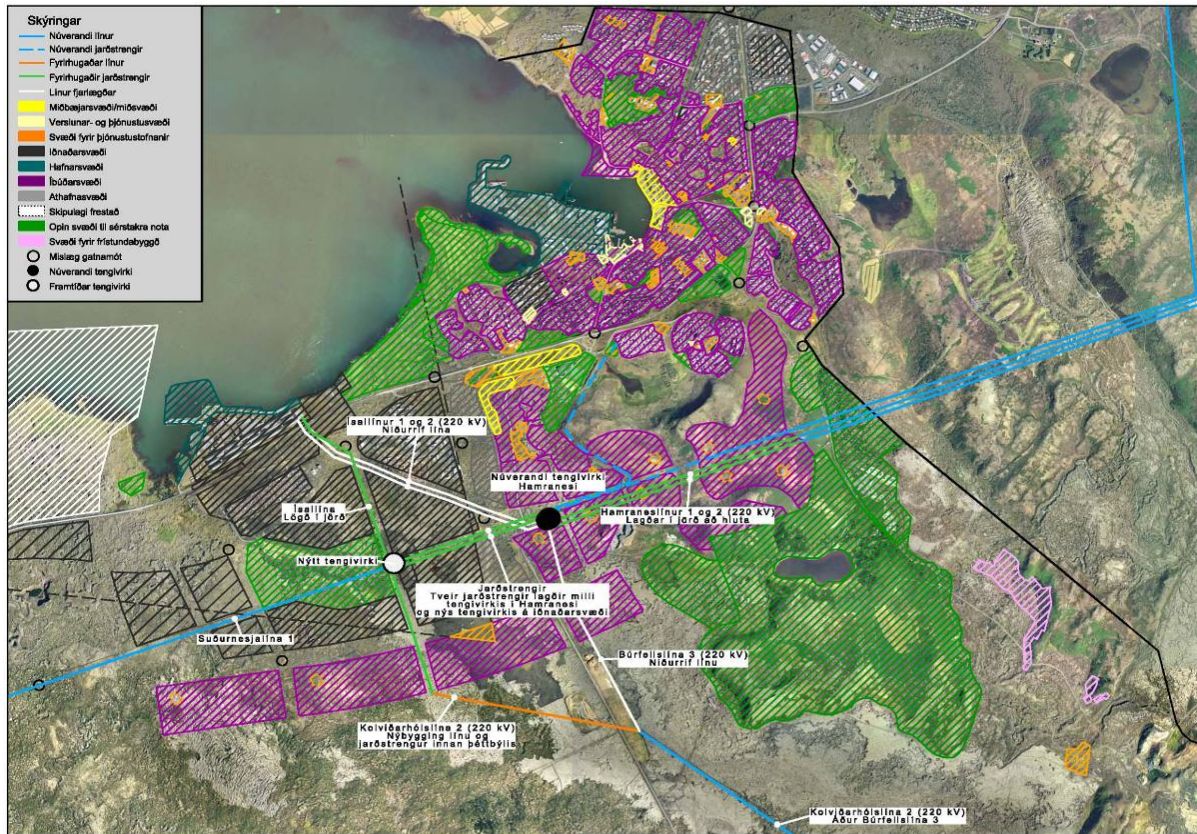 Skýringar
Núverandi línur
Núverandi jarðstrengir
Fyrirhugaðar línur
Fyrirhugaðir jarðstrengir
Línur fjarlægðar
Miðbæjarsvæði/miðsvæði
Verslunar- og þjónustusvæði
Svæði fyrir þjónustustofnanir
Iðnaðarsvæði
Hafnarsvæði
Íbúðarsvæði
Athafnasvæði
Skipulagi frestað
Opin svæði til sérstakra nota
Svæði fyrir frístundabyggð
Mislæg gatnamót
Núverandi tengivirki
Framtíðar tengivirki
Ísallínur 1 og 2 (220 kV)
Niðurrif lína
Núverandi tengivirki
Hamranesi
Ísallína
Lögð í jörð
Hamraneslínur 1 og 2 (220 kV)
Lagðar í jörð að hluta
Nýtt tengivirki
Jarðstrengir
Tveir jarðstrengir lagðir milli
tengivirkis í Hamranesi
og nýs tengivirkis á iðnaðarsvæði
Suðurnesjalína 1
Búrfellslína 3 (220 kV)
Niðurrif línu
Kolviðarhólslína 2 (220 kV)
Nýbygging línu og
jarðstrengur innan þéttbýlis
Kolviðarhólslína 2 (220 kV)
Áður Búrfellslína 3